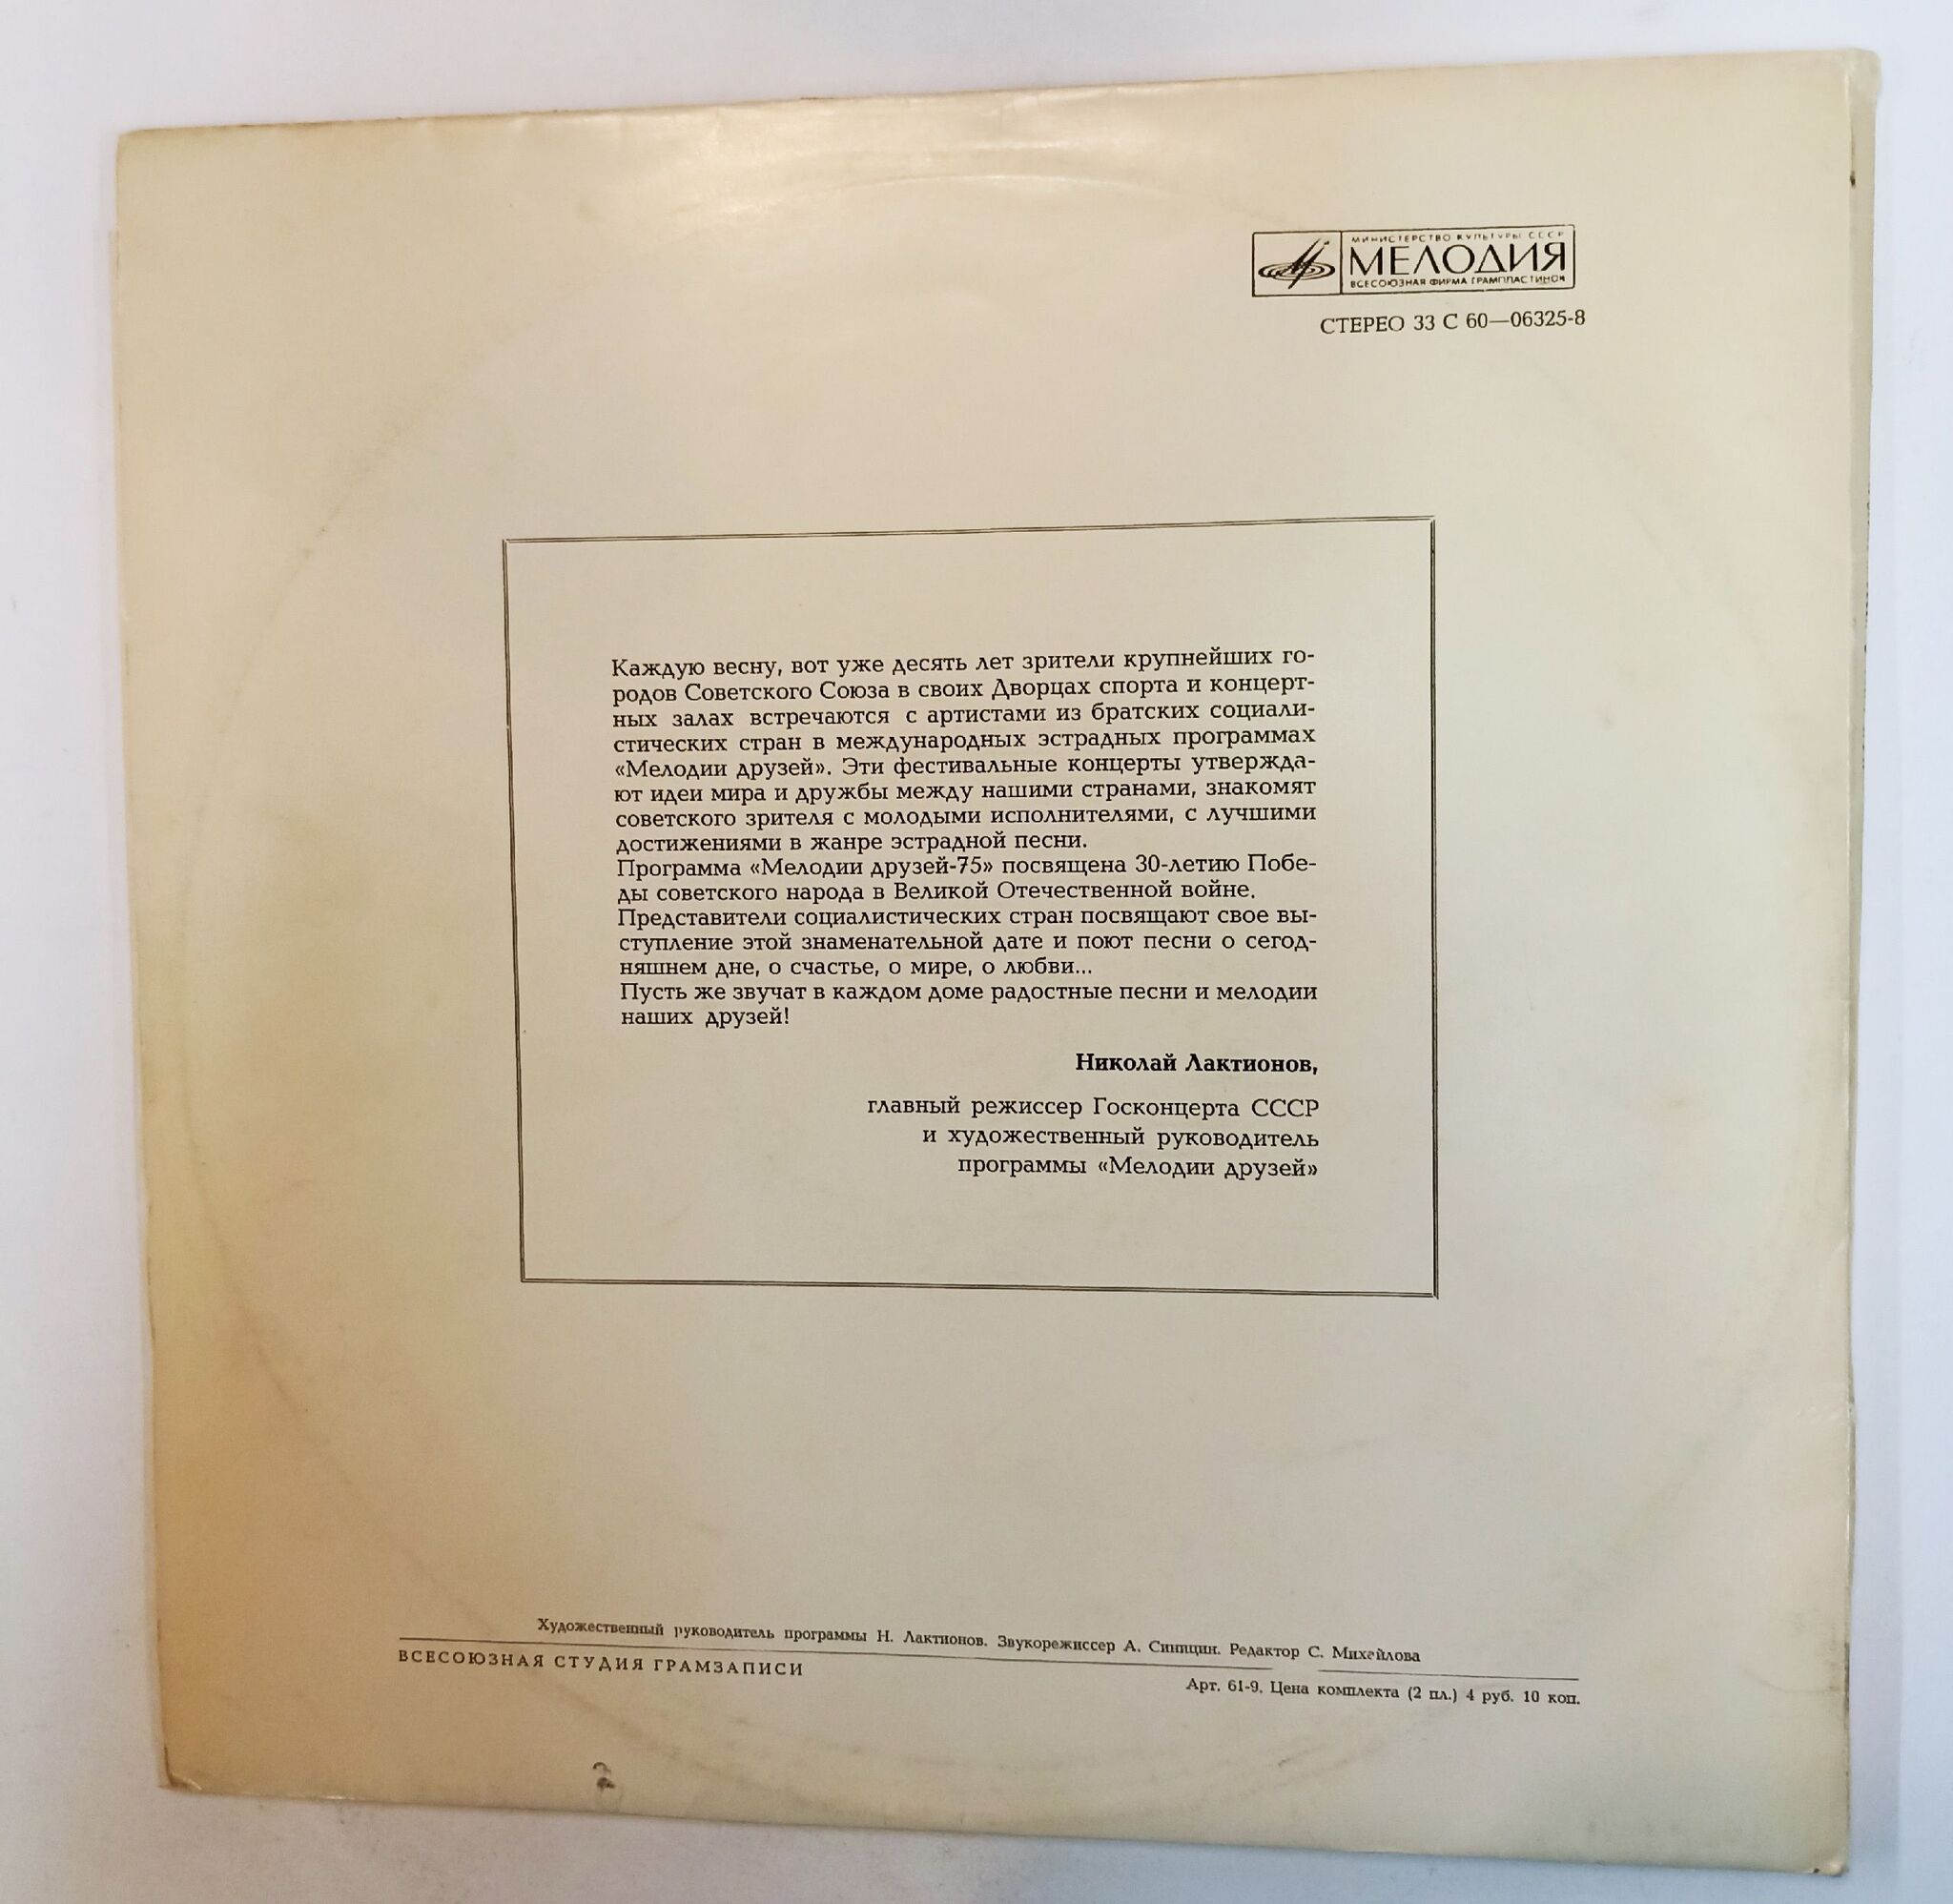 МИНИСТЕРСТВО КУЛЬТУРЫ СССР
МЕЛОДИЯ
ВСЕСОЮЗНАЯ ФИРМА ГРАМПЛАСТИНОК
СТЕРЕО 33 С 60—06325-8
Каждую весну, вот уже десять лет зрители крупнейших го-
родов Советского Союза в своих Дворцах спорта и концерт-
ных залах встречаются с артистами из братских социали-
стических стран в международных эстрадных программах
«Мелодии друзей». Эти фестивальные концерты утвержда-
ют идеи мира и дружбы между нашими странами, знакомят
советского зрителя с молодыми исполнителями, с лучшими
достижениями в жанре эстрадной песни.
Программа «Мелодии друзей-75» посвящена 30-летию Побе-
ды советского народа в Великой Отечественной войне.
Представители социалистических стран посвящают свое вы-
ступление этой знаменательной дате и поют песни о сегод-
няшнем дне, о счастье, о мире, о любви...
Пусть же звучат в каждом доме радостные песни и мелодии
наших друзей!
Николай Лактионов,
главный режиссер Госконцерта СССР
и художественный руководитель
программы «Мелодии друзей»
Художественный руководитель программы Н. Лактионов. Звукорежиссер А. Синицин. Редактор С. Михайлова
ВСЕСОЮЗНАЯ СТУДИЯ ГРАМЗАПИСИ
Арт. 61-9. Цена комплекта (2 пл.) 4 руб. 10 коп.